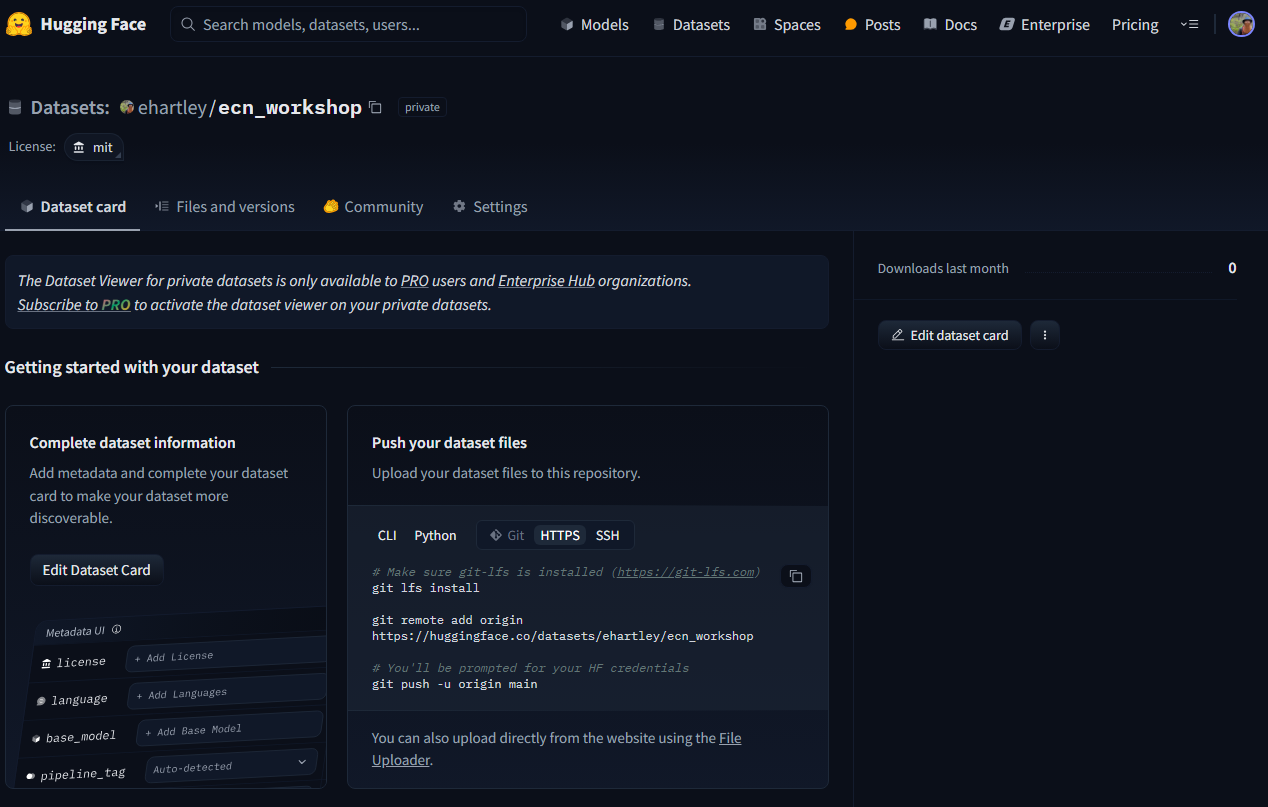 Hugging Face
Search models, datasets, users...
Models
Datasets
Spaces
Posts
Docs
Enterprise
Pricing
Datasets: ehartley/ecn_workshop
private
License: mit
Dataset card
Files and versions
Community
Settings
The Dataset Viewer for private datasets is only available to PRO users and Enterprise Hub organizations.
Subscribe to PRO to activate the dataset viewer on your private datasets.
Downloads last month 0
Edit dataset card
Getting started with your dataset
Complete dataset information
Add metadata and complete your dataset
card to make your dataset more
discoverable.
Edit Dataset Card
Metadata UI
license + Add License
language + Add Languages
base_model + Add Base Model
pipeline_tag Auto-detected
Push your dataset files
Upload your dataset files to this repository.
CLI Python Git HTTPS SSH
# Make sure git-lfs is installed (https://git-lfs.com)
git lfs install
git remote add origin
https://huggingface.co/datasets/ehartley/ecn_workshop
# You'll be prompted for your HF credentials
git push -u origin main
You can also upload directly from the website using the File
Uploader.